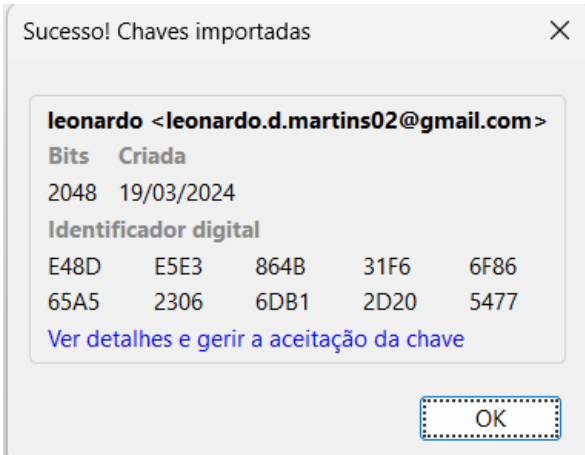 Sucesso! Chaves importadas
leonardo <leonardo.d.martins02@gmail.com>
Bits Criada
2048 19/03/2024
Identificador digital
E48D E5E3 864B 31F6 6F86
65A5 2306 6DB1 2D20 5477
Ver detalhes e gerir a aceitação da chave
OK